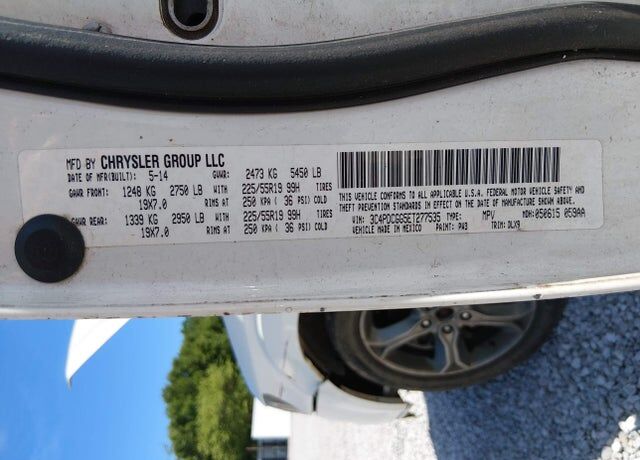 MFD BY CHRYSLER GROUP LLC
DATE OF MFR(BUILT): 5-14 GVWR: 2473 KG 5450 LB
GAWR FRONT: 1248 KG 2750 LB WITH 225/55R19 99H TIRES
19X7.0 RIMS AT 250 KPA ( 36 PSI) COLD
GAWR REAR: 1339 KG 2950 LB WITH 225/55R19 99H TIRES
19X7.0 RIMS AT 250 KPA ( 36 PSI) COLD
THIS VEHICLE CONFORMS TO ALL APPLICABLE U.S.A. FEDERAL MOTOR VEHICLE SAFETY AND
THEFT PREVENTION STANDARDS IN EFFECT ON THE DATE OF MANUFACTURE SHOWN ABOVE.
VIN: 3C4PDCGG5ET277535 TYPE: MPV MDH: 050615 059AA
VEHICLE MADE IN MEXICO PAINT: PW3 TRIM: DLX9